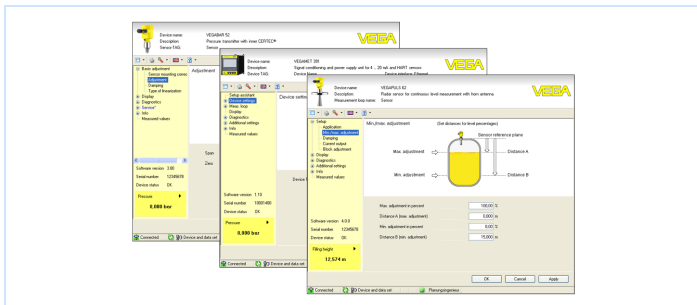 Device name: VEGABAR 52
Description: Pressure transmitter with inner CERTEC®
Sensor-TAG: Sensor
VEGA
Basic adjustment
Sensor mounting correc
Adjustment
Damping
Type of linearisation
Display
Diagnostics
Service
Info
Measured values
Adjustment
Span
Zero
Software version 3.80
Serial number 12345678
Device status OK
Pressure
0,000 bar
Connected
Device and data set
Device name: VEGAMET 391
Description: Signal conditioning and power supply unit for 4 .. 20 mA and HART sensors
Device TAG: Device Name
Device interface: Ethernet
VEGA
Setup assistant
Device settings
Meas. loop
Display
Diagnostics
Additional settings
Info
Measured values
Device settin
Device
Software version 1.10
Serial number 10001400
Device status OK
Pressure
0,000 bar
Connected
Device and data set
Device name: VEGAPULS 62
Description: Radar sensor for continuous level measurement with horn antenna
Measurement loop name: Sensor
VEGA
Setup
Application
Min./max. adjustment
Damping
Current output
Block adjustment
Display
Diagnostics
Additional settings
Info
Measured values
Min./max. adjustment (Set distances for level percentages)
Sensor reference plane
Max. adjustment
Distance A
Min. adjustment
Distance B
Max. adjustment in percent 100,00 %
Distance A (max. adjustment) 0,000 m
Min. adjustment in percent 0,00 %
Distance B (min. adjustment) 15,000 m
Software version 4.0.0
Serial number 12345678
Device status OK
Filling height
12,574 m
OK Cancel Apply
Connected
Device and data set
Planungsingenieur